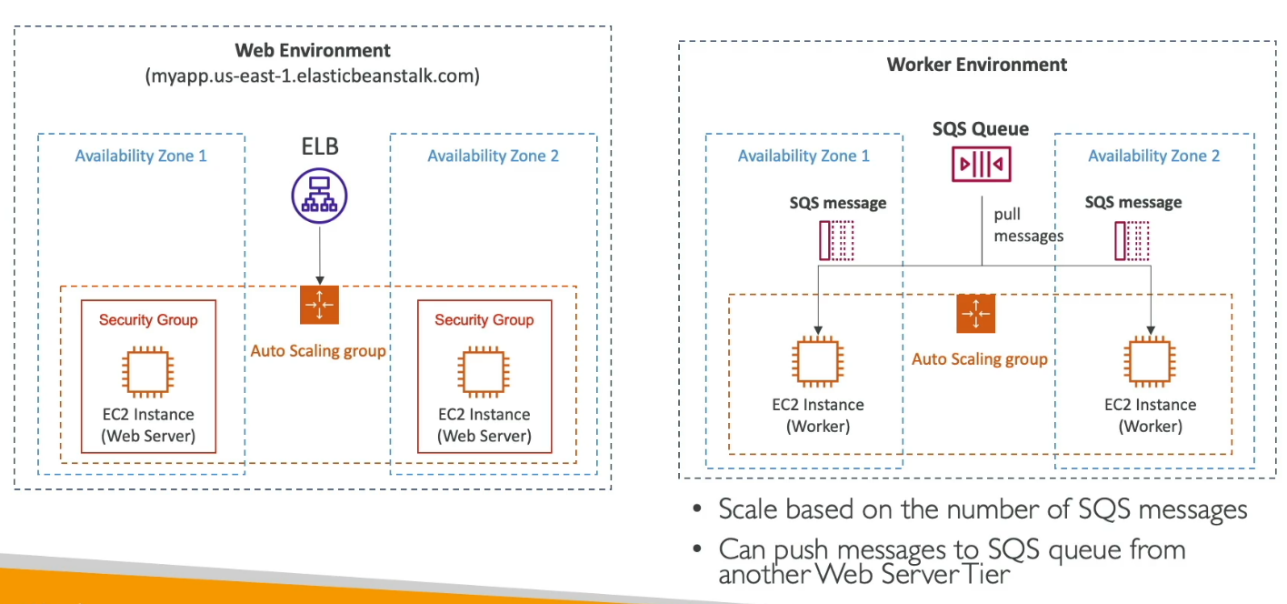 Web Environment
(myapp.us-east-1.elasticbeanstalk.com)
Availability Zone 1
ELB
Availability Zone 2
Security Group
Security Group
Auto Scaling group
EC2 Instance
(Web Server)
EC2 Instance
(Web Server)
Worker Environment
SQS Queue
Availability Zone 1
Availability Zone 2
SQS message
SQS message
pull
messages
Auto Scaling group
EC2 Instance
(Worker)
EC2 Instance
(Worker)
• Scale based on the number of SQS messages
• Can push messages to SQS queue from
another Web Server Tier